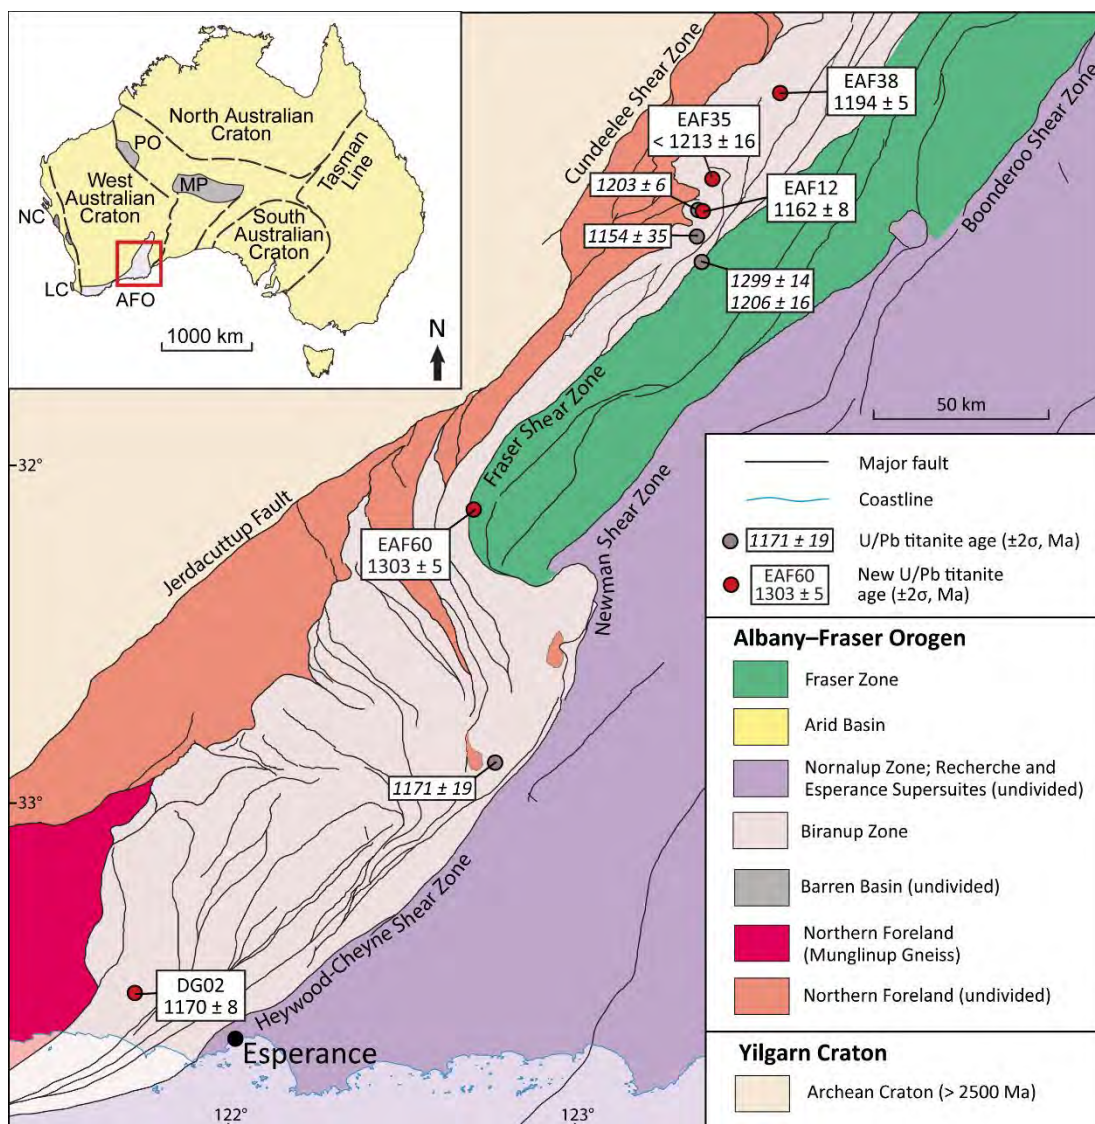 North Australian
Craton
PO
West
Australian
Craton
MP
Tasman
Line
NC
South
Australian
Craton
LC
AFO
1000 km
N
Cundeelee Shear Zone
EAF38
1194 ± 5
EAF35
< 1213 ± 16
1203 ± 6
EAF12
1162 ± 8
1154 ± 35
Boonderoo Shear Zone
1299 ± 14
1206 ± 16
50 km
Fraser Shear Zone
32°
Jerdacuttup Fault
EAF60
1303 ± 5
Newman Shear Zone
1171 ± 19
33°
Heywood-Cheyne Shear Zone
DG02
1170 ± 8
Esperance
122°
123°
Major fault
Coastline
1171 ± 19
U/Pb titanite age (±2σ, Ma)
EAF60
1303 ± 5
New U/Pb titanite
age (±2σ, Ma)
Albany–Fraser Orogen
Fraser Zone
Arid Basin
Nornalup Zone; Recherche and
Esperance Supersuites (undivided)
Biranup Zone
Barren Basin (undivided)
Northern Foreland
(Munglinup Gneiss)
Northern Foreland (undivided)
Yilgarn Craton
Archean Craton (> 2500 Ma)